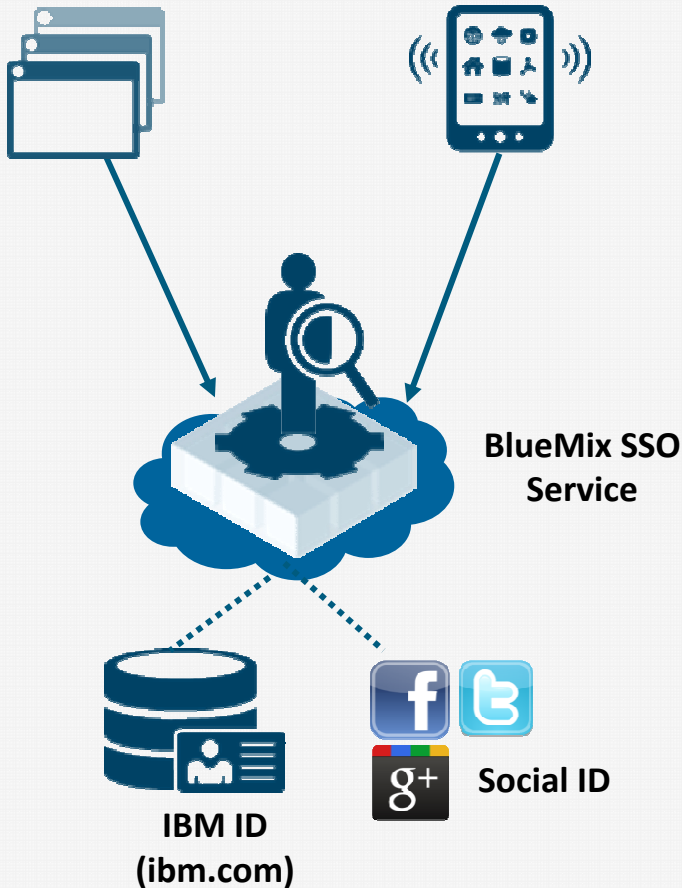 BlueMix SSO
Service
f
t
g+
Social ID
IBM ID
(ibm.com)